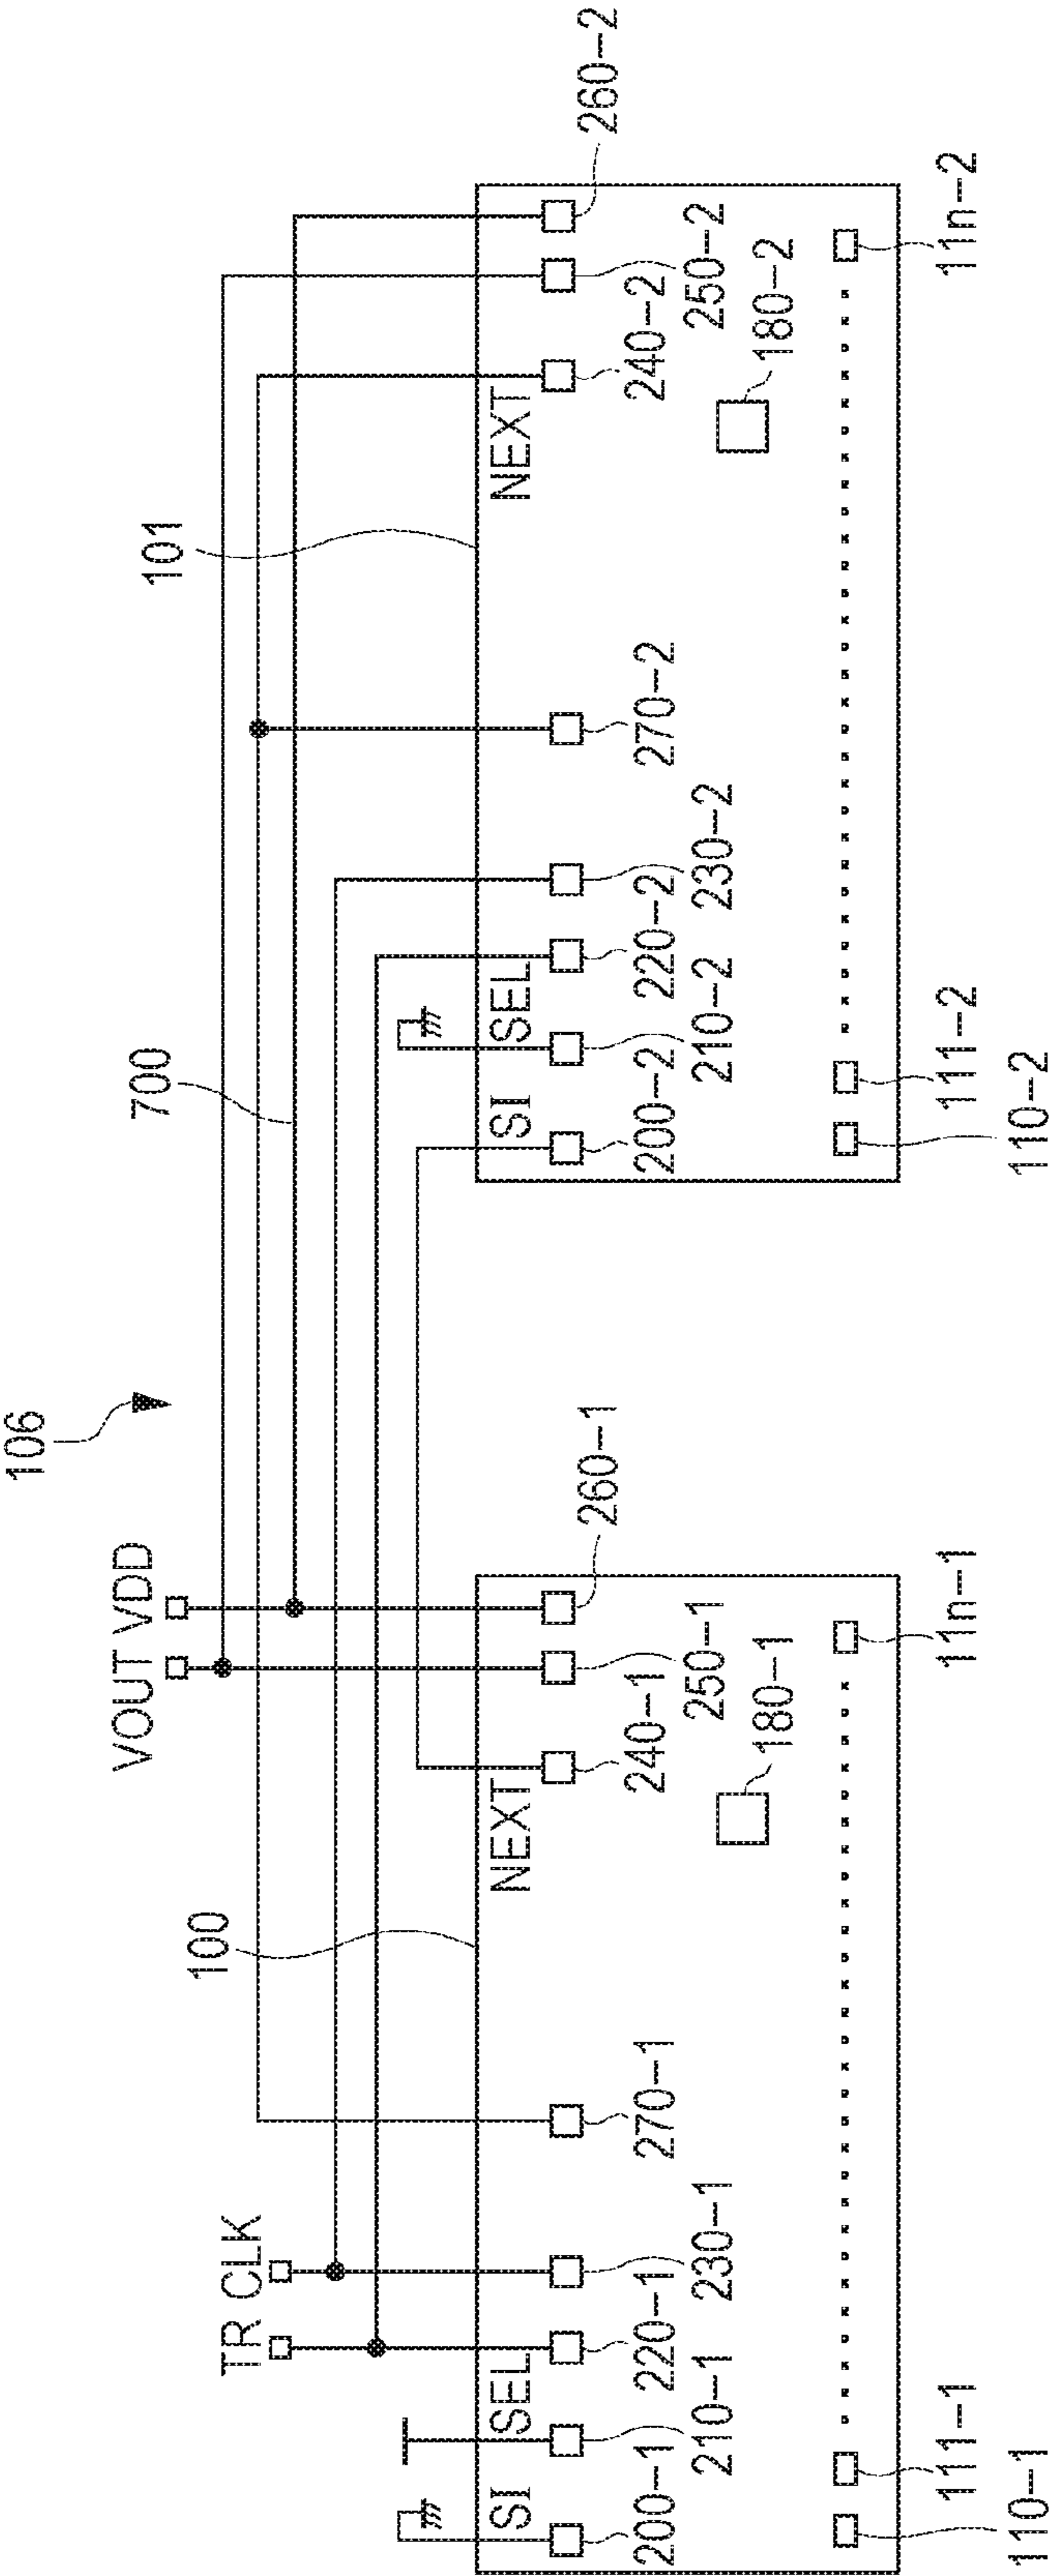 106
VOUT VDD
700
101
260-2
TR CLK
100
SI
SEL
NEXT
260-1
SI
SEL
NEXT
200-1
210-1
220-1
230-1
270-1
240-1
250-1
180-1
200-2
210-2
220-2
230-2
270-2
240-2
250-2
180-2
110-1
111-1
11n-1
110-2
111-2
11n-2